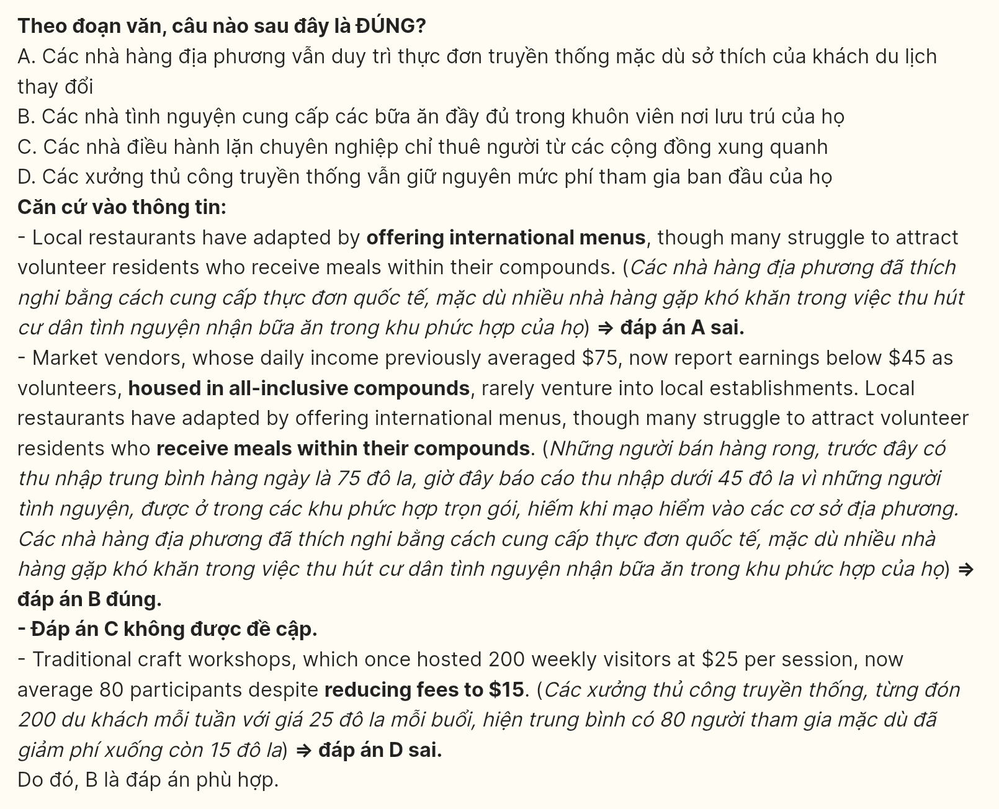 Theo đoạn văn, câu nào sau đây là ĐÚNG?
A. Các nhà hàng địa phương vẫn duy trì thực đơn truyền thống mặc dù sở thích của khách du lịch
thay đổi
B. Các nhà tình nguyện cung cấp các bữa ăn đầy đủ trong khuôn viên nơi lưu trú của họ
C. Các nhà điều hành lặn chuyên nghiệp chỉ thuê người từ các cộng đồng xung quanh
D. Các xưởng thủ công truyền thống vẫn giữ nguyên mức phí tham gia ban đầu của họ
Căn cứ vào thông tin:
- Local restaurants have adapted by offering international menus, though many struggle to attract
volunteer residents who receive meals within their compounds. (Các nhà hàng địa phương đã thích
nghi bằng cách cung cấp thực đơn quốc tế, mặc dù nhiều nhà hàng gặp khó khăn trong việc thu hút
cư dân tình nguyện nhận bữa ăn trong khu phức hợp của họ) ⇒ đáp án A sai.
- Market vendors, whose daily income previously averaged $75, now report earnings below $45 as
volunteers, housed in all-inclusive compounds, rarely venture into local establishments. Local
restaurants have adapted by offering international menus, though many struggle to attract volunteer
residents who receive meals within their compounds. (Những người bán hàng rong, trước đây có
thu nhập trung bình hàng ngày là 75 đô la, giờ đây báo cáo thu nhập dưới 45 đô la vì những người
tình nguyện, được ở trong các khu phức hợp trọn gói, hiếm khi mạo hiểm vào các cơ sở địa phương.
Các nhà hàng địa phương đã thích nghi bằng cách cung cấp thực đơn quốc tế, mặc dù nhiều nhà
hàng gặp khó khăn trong việc thu hút cư dân tình nguyện nhận bữa ăn trong khu phức hợp của họ) ⇒
đáp án B đúng.
- Đáp án C không được đề cập.
- Traditional craft workshops, which once hosted 200 weekly visitors at $25 per session, now
average 80 participants despite reducing fees to $15. (Các xưởng thủ công truyền thống, từng đón
200 du khách mỗi tuần với giá 25 đô la mỗi buổi, hiện trung bình có 80 người tham gia mặc dù đã
giảm phí xuống còn 15 đô la) ⇒ đáp án D sai.
Do đó, B là đáp án phù hợp.